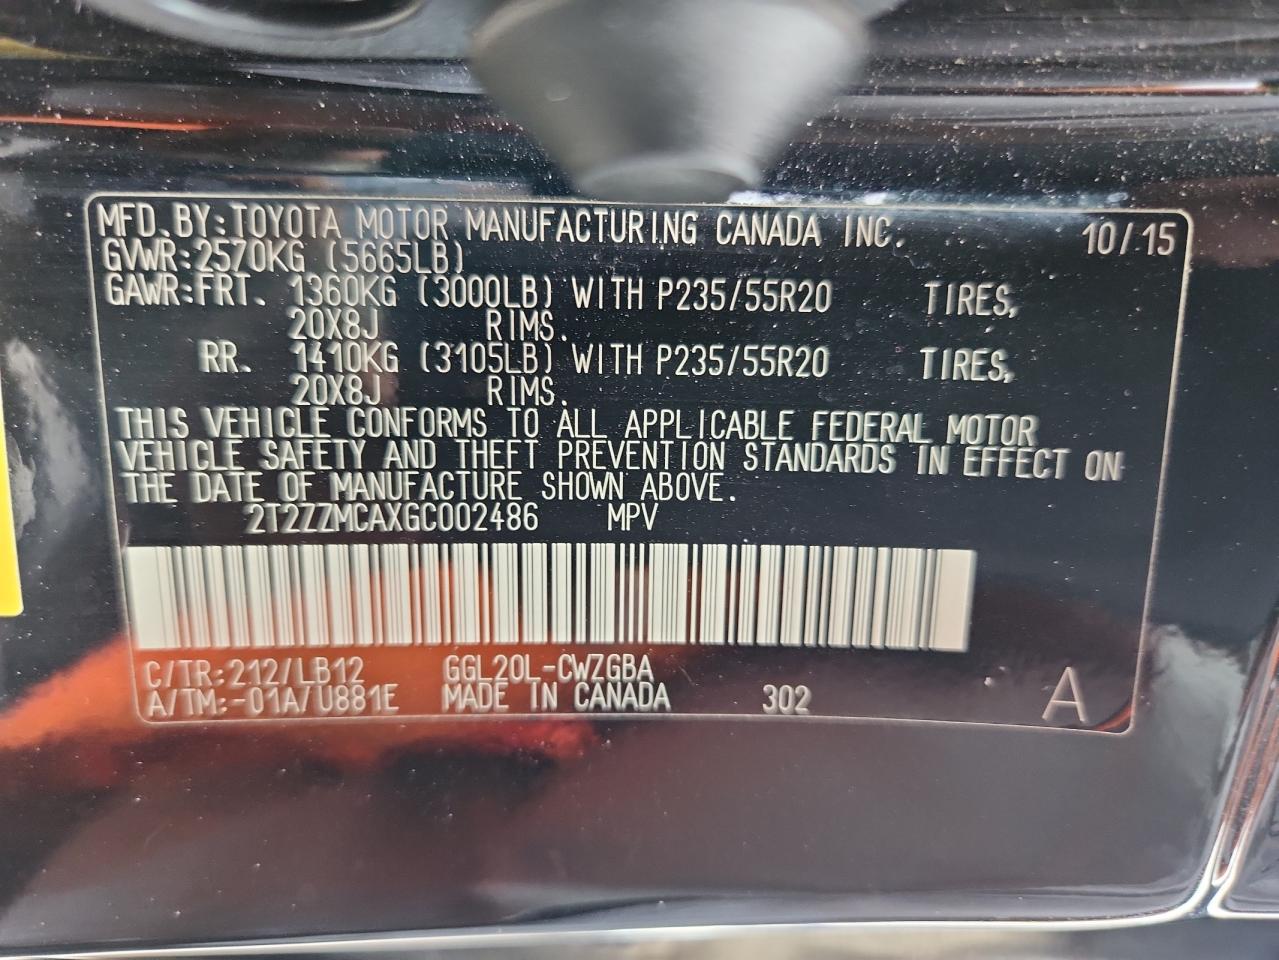 MFD.BY:TOYOTA MOTOR MANUFACTURING CANADA INC. 10/15
GVWR:2570KG (5665LB)
GAWR:FRT. 1360KG (3000LB) WITH P235/55R20 TIRES,
20X8J RIMS.
RR. 1410KG (3105LB) WITH P235/55R20 TIRES,
20X8J RIMS.
THIS VEHICLE CONFORMS TO ALL APPLICABLE FEDERAL MOTOR
VEHICLE SAFETY AND THEFT PREVENTION STANDARDS IN EFFECT ON
THE DATE OF MANUFACTURE SHOWN ABOVE.
2T2ZZMCAXGC002486 MPV
C/TR:212/LB12 GGL20L-CWZGBA
A/TM:-01A/U881E MADE IN CANADA 302 A